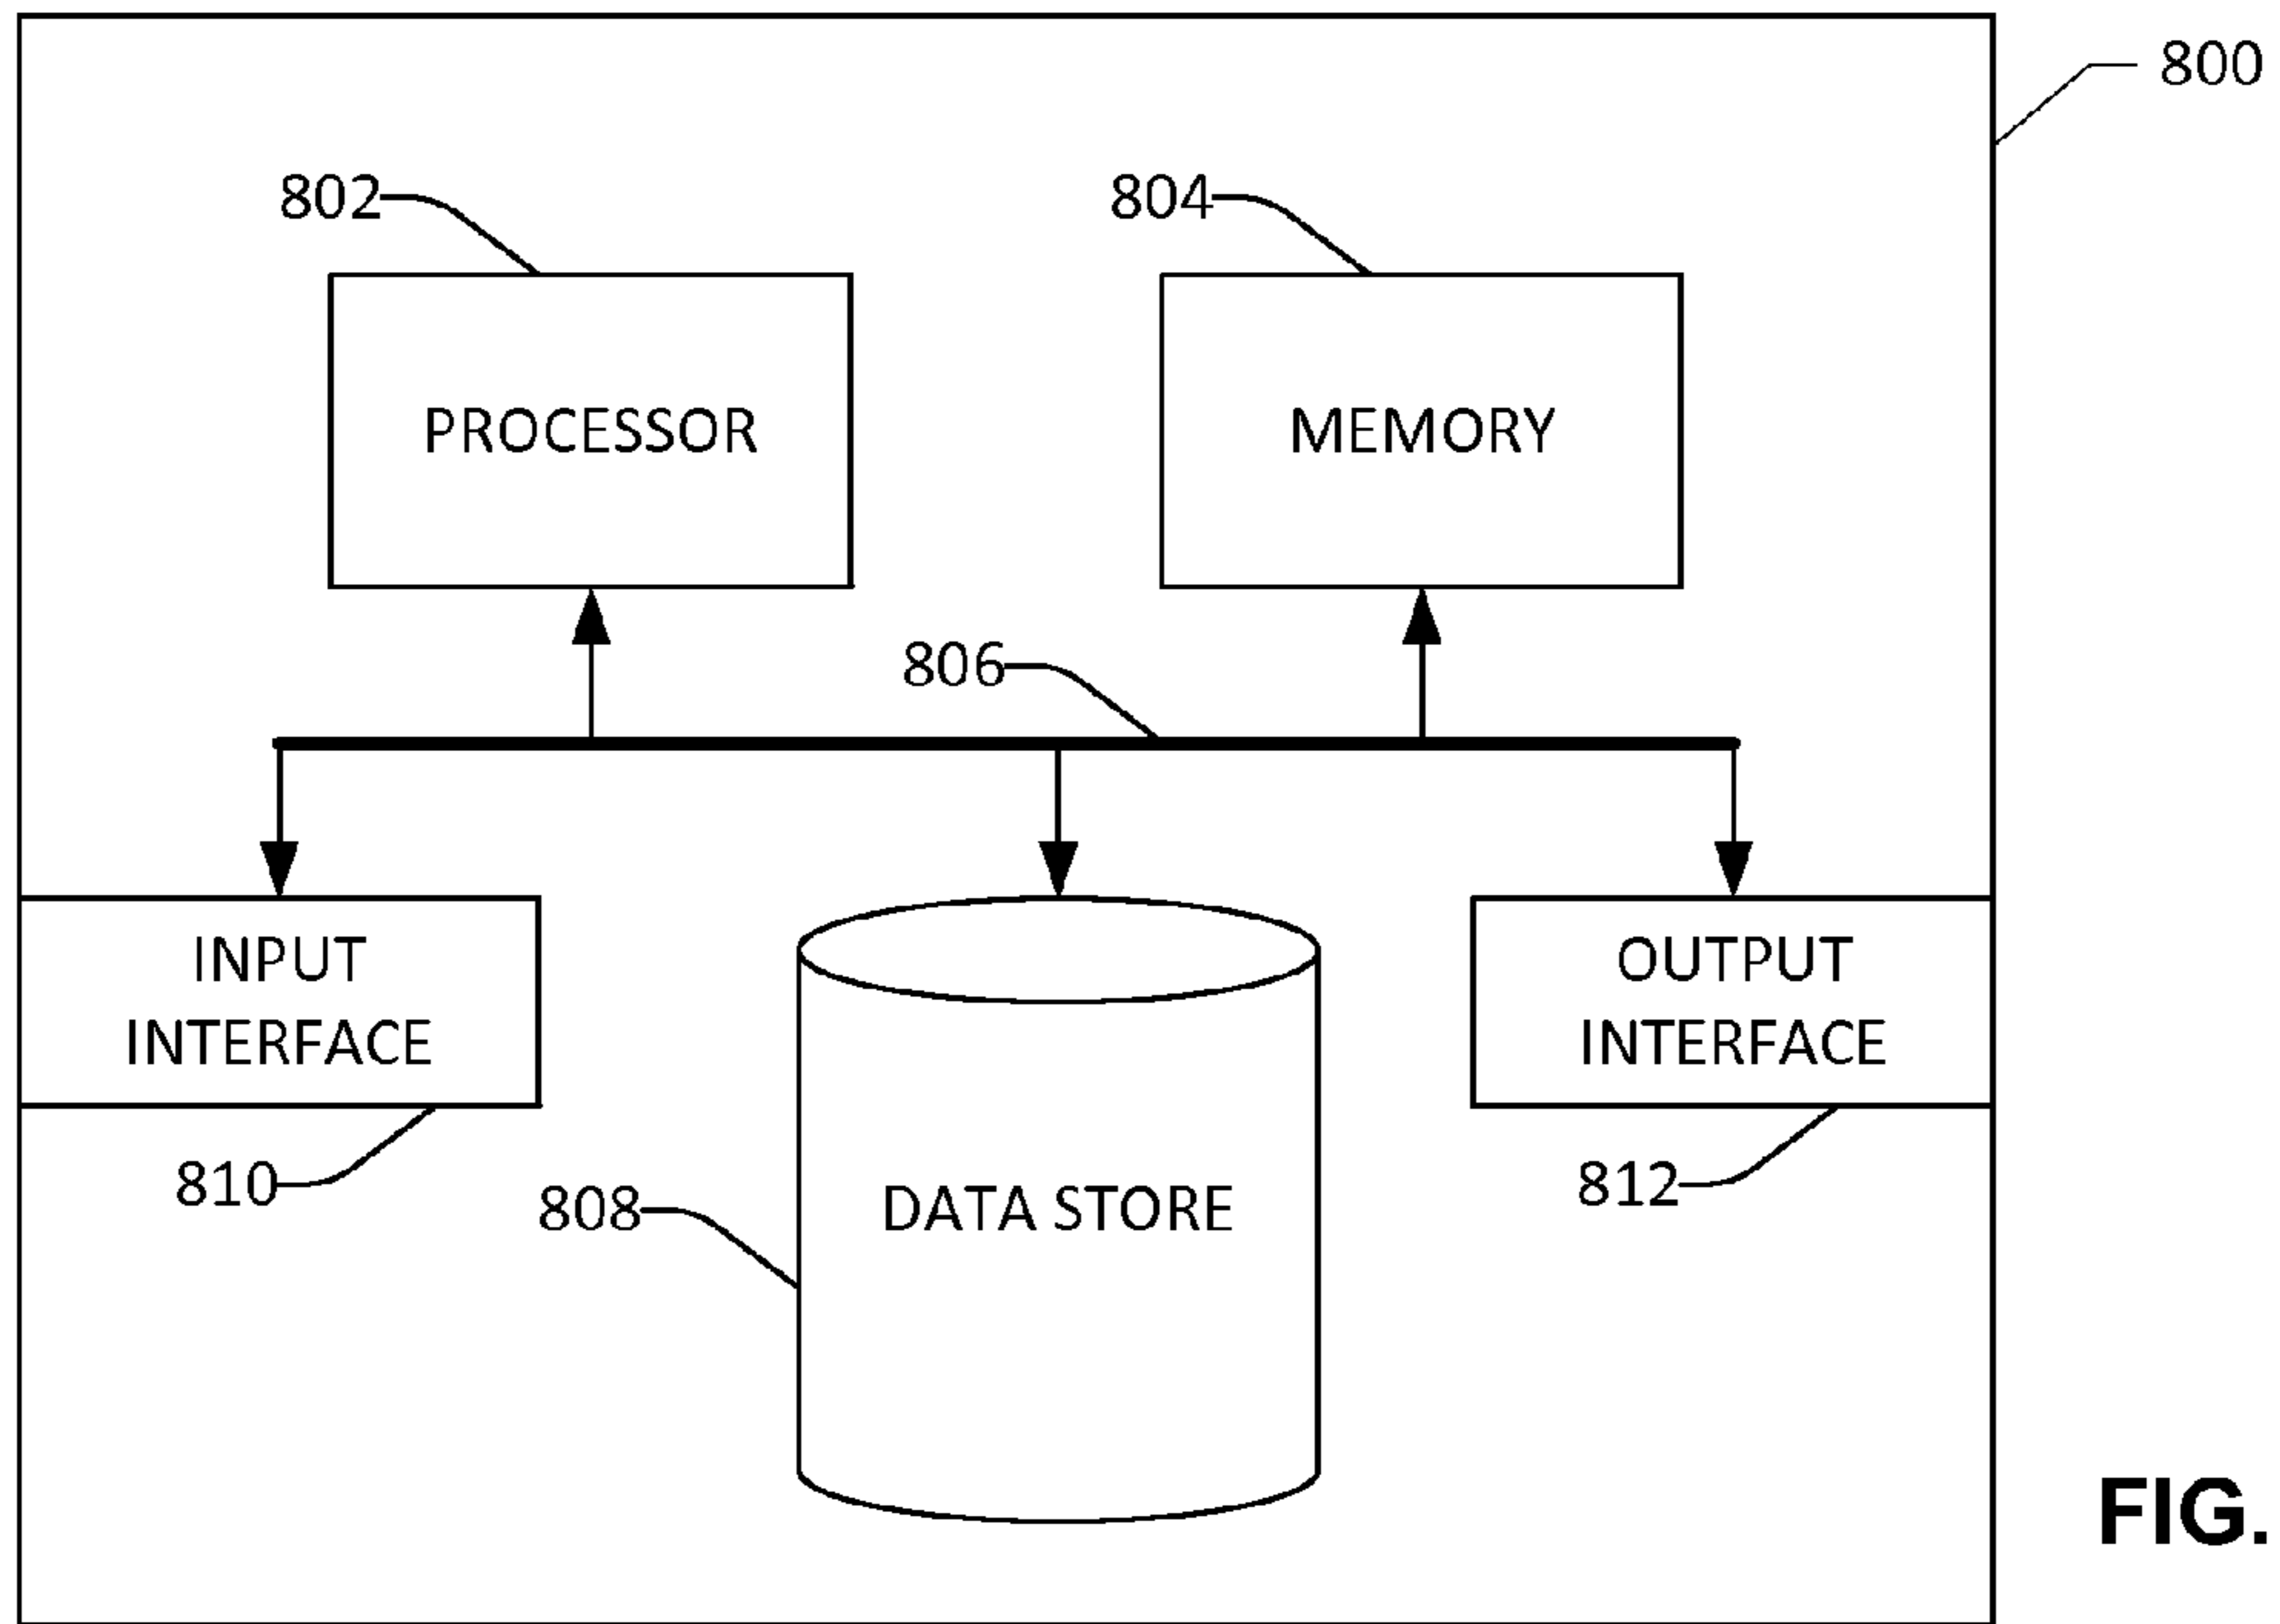 800
802
804
PROCESSOR
MEMORY
806
INPUT
INTERFACE
OUTPUT
INTERFACE
810
808
DATA STORE
812
FIG.